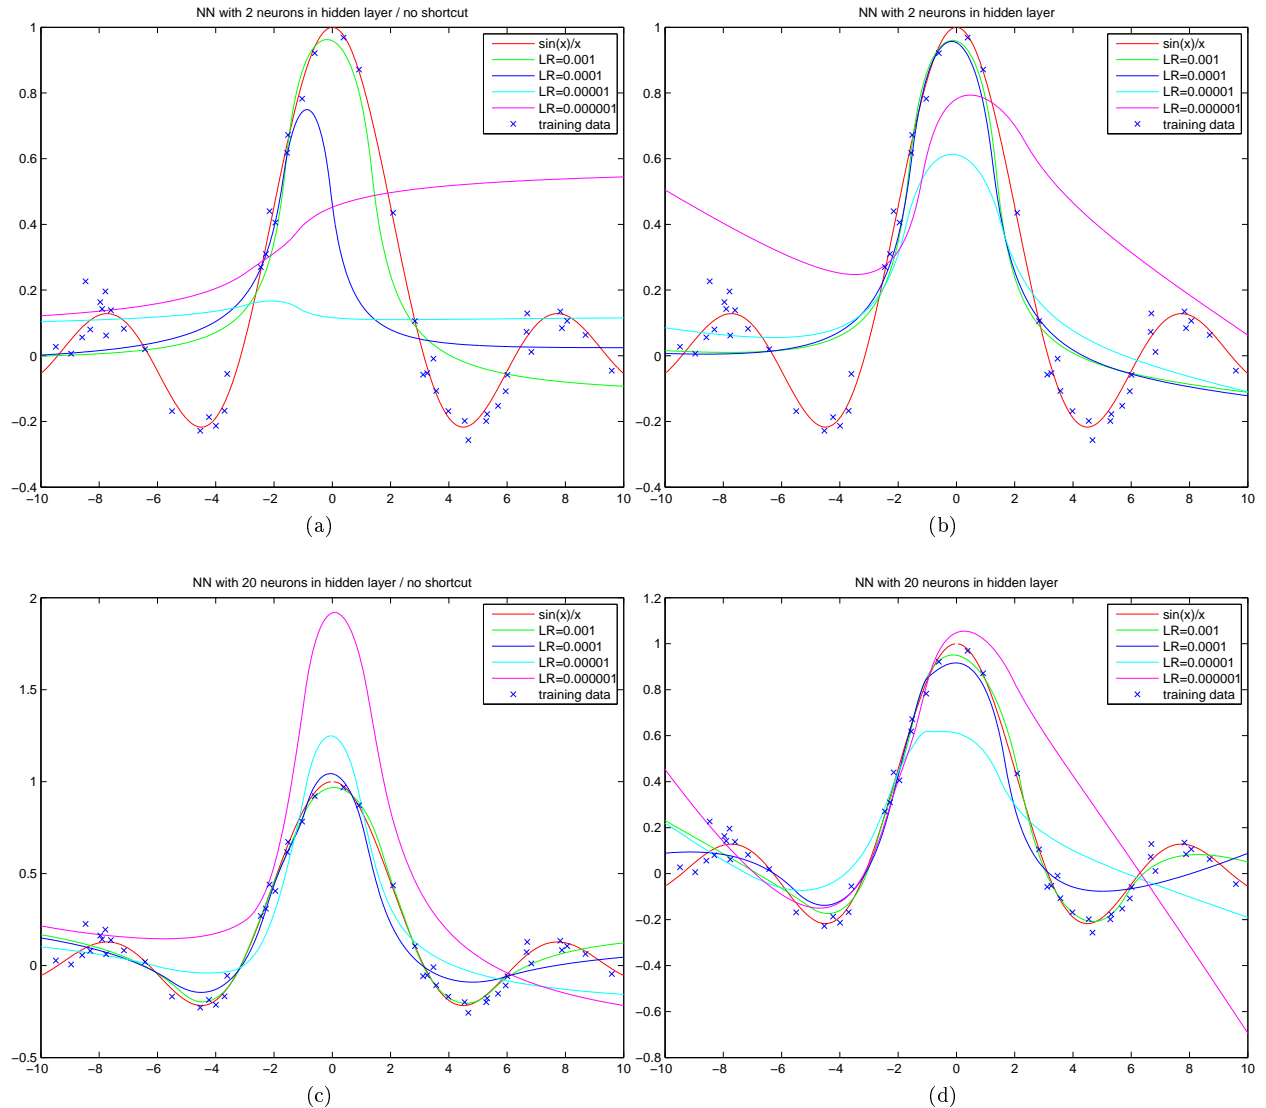 NN with 2 neurons in hidden layer / no shortcut
1
0.8
0.6
0.4
0.2
0
−0.2
−0.4
−10 −8 −6 −4 −2 0 2 4 6 8 10
sin(x)/x
LR=0.001
LR=0.0001
LR=0.00001
LR=0.000001
training data
(a)
NN with 2 neurons in hidden layer
1
0.8
0.6
0.4
0.2
0
−0.2
−0.4
−10 −8 −6 −4 −2 0 2 4 6 8 10
sin(x)/x
LR=0.001
LR=0.0001
LR=0.00001
LR=0.000001
training data
(b)
NN with 20 neurons in hidden layer / no shortcut
2
1.5
1
0.5
0
−0.5
−10 −8 −6 −4 −2 0 2 4 6 8 10
sin(x)/x
LR=0.001
LR=0.0001
LR=0.00001
LR=0.000001
training data
(c)
NN with 20 neurons in hidden layer
1.2
1
0.8
0.6
0.4
0.2
0
−0.2
−0.4
−0.6
−0.8
−10 −8 −6 −4 −2 0 2 4 6 8 10
sin(x)/x
LR=0.001
LR=0.0001
LR=0.00001
LR=0.000001
training data
(d)